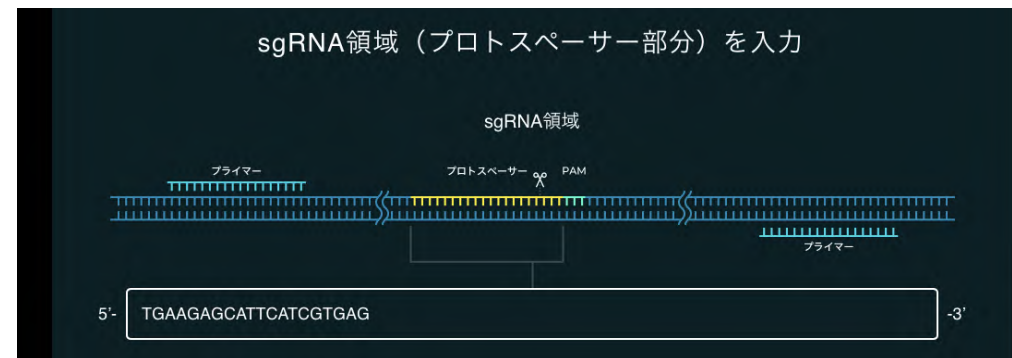 sgRNA領域（プロトスペーサー部分）を入力
sgRNA領域
プライマー
プロトスペーサー
PAM
プライマー
5'- TGAAGAGCATTCATCGTGAG -3'